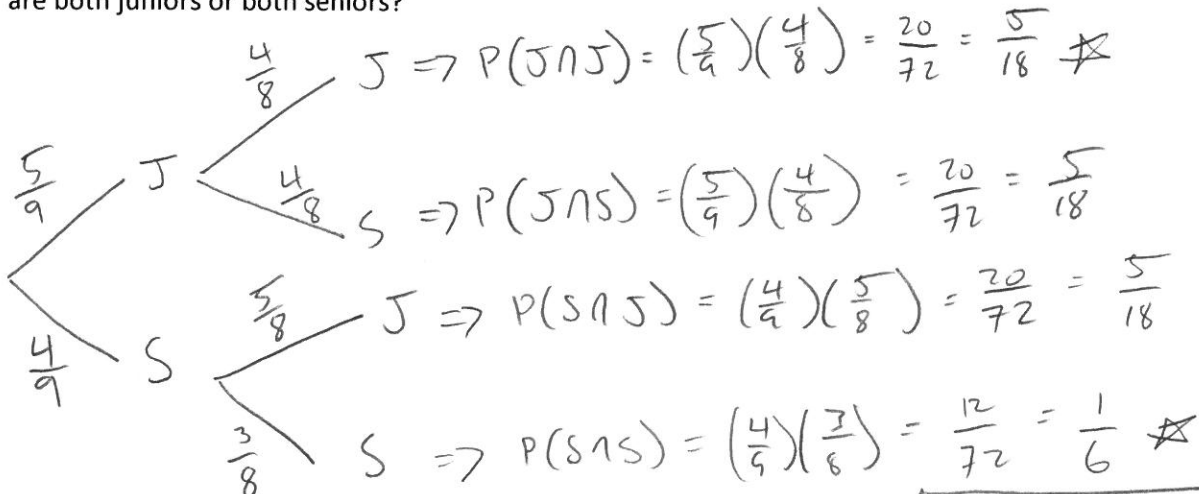 are both juniors or both seniors?
4/8 J => P(J∩J) = (5/9)(4/8) = 20/72 = 5/18 ☆
5/9 J 4/8 S => P(J∩S) = (5/9)(4/8) = 20/72 = 5/18
5/8 J => P(S∩J) = (4/9)(5/8) = 20/72 = 5/18
4/9 S
3/8 S => P(S∩S) = (4/9)(3/8) = 12/72 = 1/6 ☆